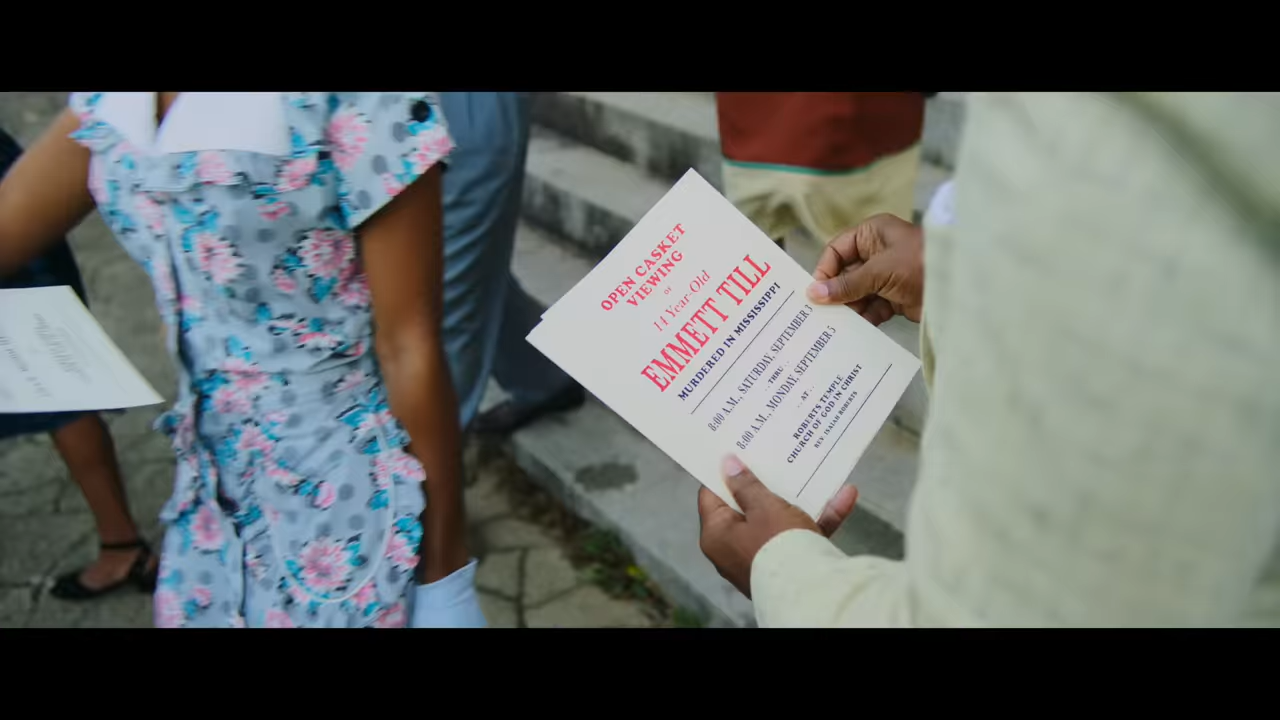 OPEN CASKET
VIEWING
OF
14 Year-Old
EMMETT TILL
MURDERED IN MISSISSIPPI
8:00 A.M., SATURDAY, SEPTEMBER 3
· · THRU · ·
8:00 A.M., MONDAY, SEPTEMBER 5
· · AT · ·
ROBERTS TEMPLE
CHURCH OF GOD IN CHRIST
REV. ISAIAH ROBERTS